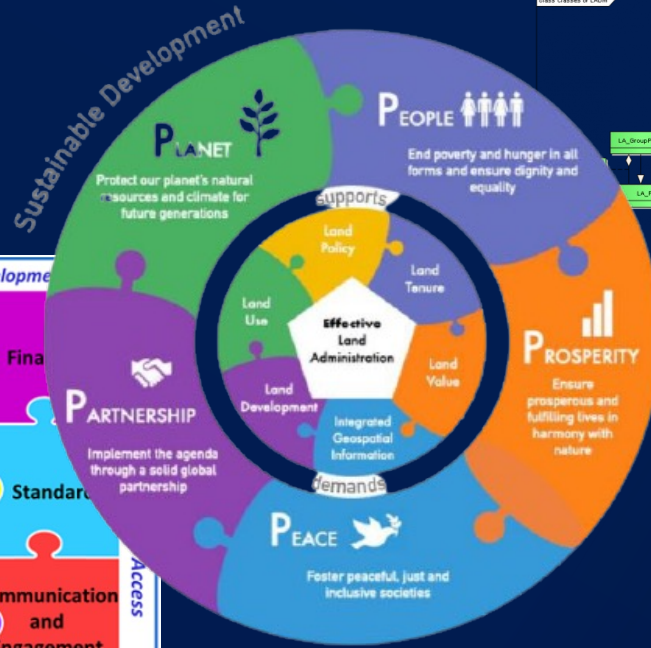 Sustainable Development
PLANET
Protect our planet's natural
resources and climate for
future generations
PEOPLE
End poverty and hunger in all
forms and ensure dignity and
equality
supports
Land
Policy
Land
Tenure
Land
Use
Effective
Land
Administration
Land
Value
Land
Development
Integrated
Geospatial
Information
demands
PROSPERITY
Ensure
prosperous and
fulfilling lives in
harmony with
nature
PARTNERSHIP
Implement the agenda
through a solid global
partnership
PEACE
Foster peaceful, just and
inclusive societies
lopme
Fina
Standar
mmunication
and
Access